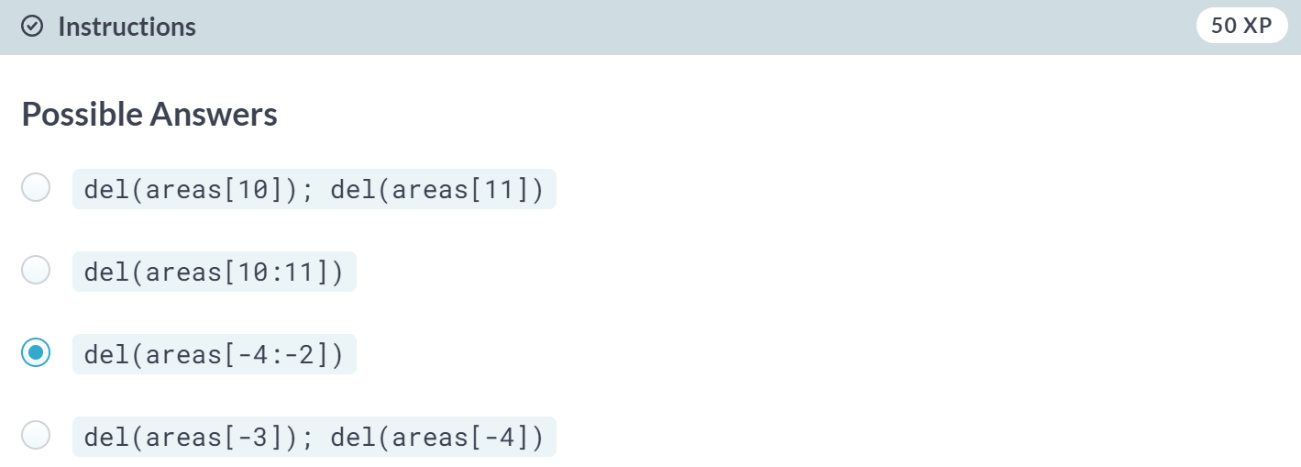 Instructions
50 XP
Possible Answers
del(areas[10]); del(areas[11])
del(areas[10:11])
del(areas[-4:-2])
del(areas[-3]); del(areas[-4])